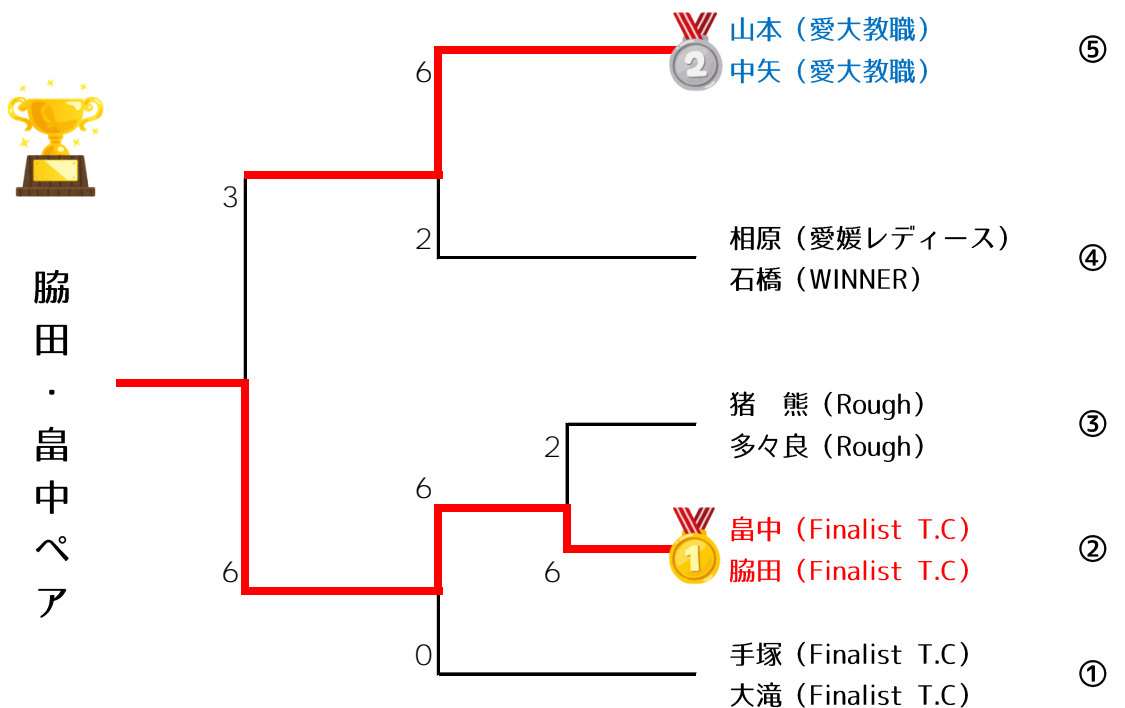 山本（愛大教職）
中矢（愛大教職）
⑤
6
2
3
2
相原（愛媛レディース）
石橋（WINNER）
④
脇田・畠中ペア
猪　熊（Rough）
多々良（Rough）
③
2
6
畠中（Finalist T.C）
脇田（Finalist T.C）
②
1
6
6
手塚（Finalist T.C）
大滝（Finalist T.C）
①
0